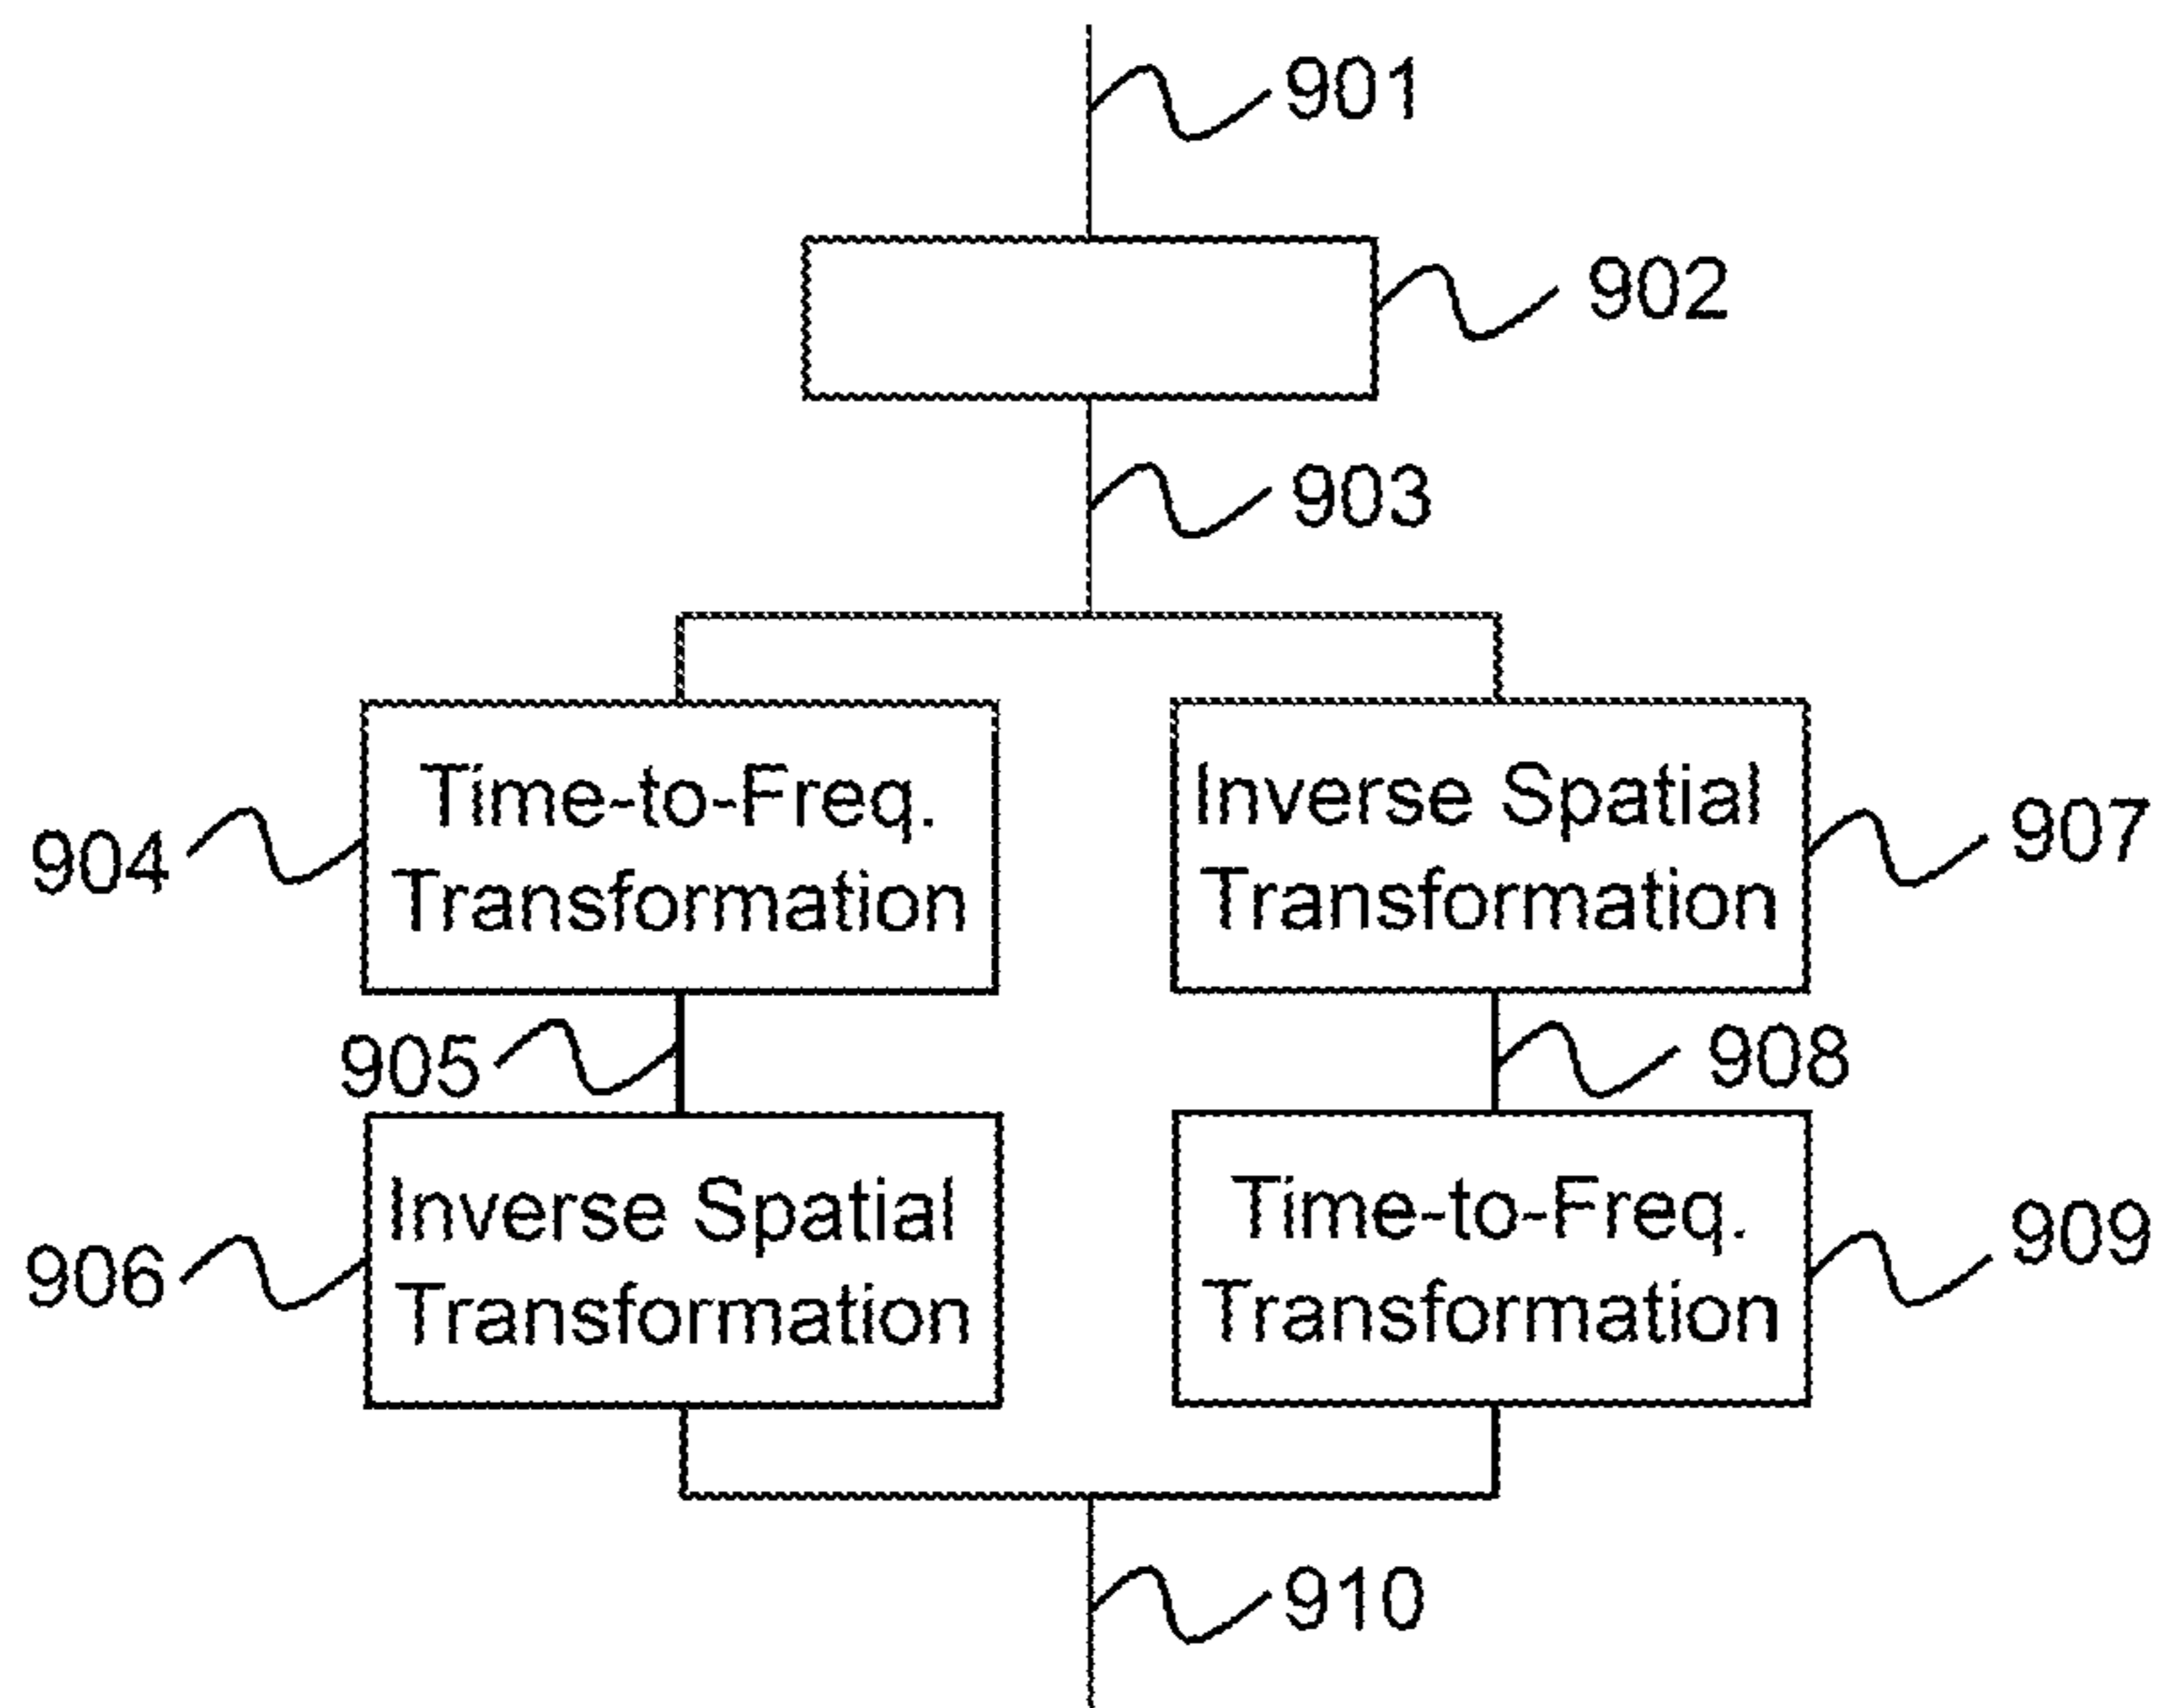 901
902
903
Time-to-Freq.
Transformation
904
Inverse Spatial
Transformation
907
905
908
Inverse Spatial
Transformation
906
Time-to-Freq.
Transformation
909
910